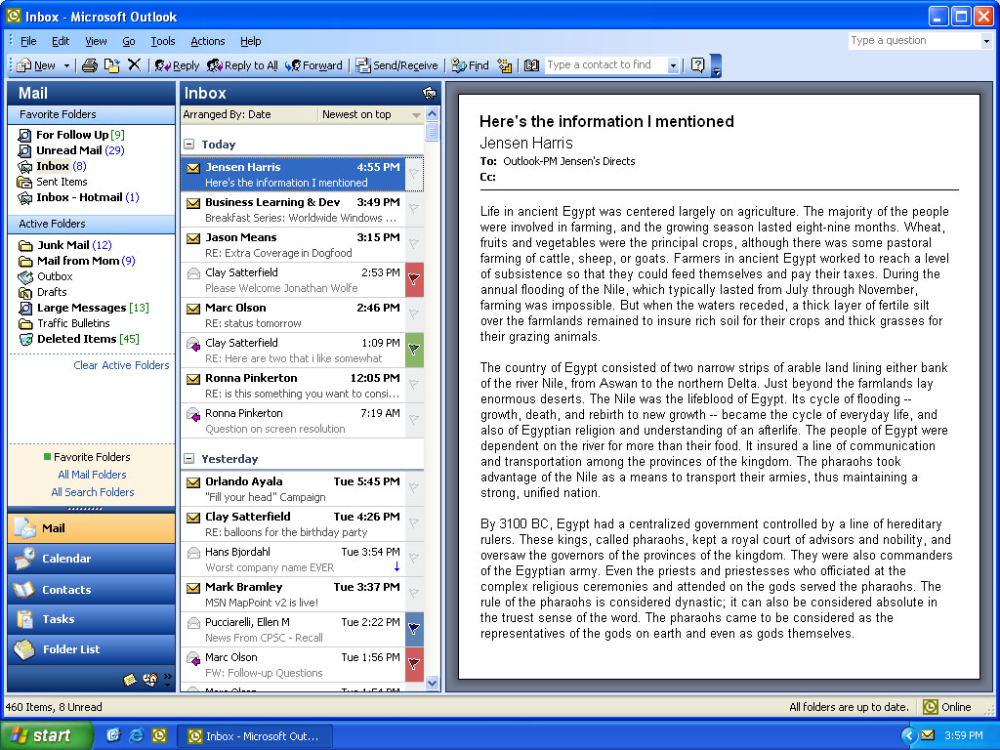 Inbox - Microsoft Outlook
File Edit View Go Tools Actions Help
Type a question
New Reply Reply to All Forward Send/Receive Find Type a contact to find
Mail
Favorite Folders
For Follow Up [9]
Unread Mail (29)
Inbox (8)
Sent Items
Inbox - Hotmail (1)
Active Folders
Junk Mail (12)
Mail from Mom (9)
Outbox
Drafts
Large Messages [13]
Traffic Bulletins
Deleted Items [45]
Clear Active Folders
Favorite Folders
All Mail Folders
All Search Folders
Mail
Calendar
Contacts
Tasks
Folder List
Inbox
Arranged By: Date Newest on top
Today
Jensen Harris 4:55 PM
Here's the information I mentioned
Business Learning & Dev 3:49 PM
Breakfast Series: Worldwide Windows ...
Jason Means 3:15 PM
RE: Extra Coverage in Dogfood
Clay Satterfield 2:53 PM
Please Welcome Jonathan Wolfe
Marc Olson 2:46 PM
RE: status tomorrow
Clay Satterfield 1:09 PM
RE: Here are two that i like somewhat
Ronna Pinkerton 12:05 PM
RE: is this something you want to consi...
Ronna Pinkerton 7:19 AM
Question on screen resolution
Yesterday
Orlando Ayala Tue 5:45 PM
"Fill your head" Campaign
Clay Satterfield Tue 4:26 PM
RE: balloons for the birthday party
Hans Bjordahl Tue 3:54 PM
Worst company name EVER
Mark Bramley Tue 3:37 PM
MSN MapPoint v2 is live!
Pucciarelli, Ellen M Tue 2:22 PM
News From CPSC - Recall
Marc Olson Tue 1:56 PM
FW: Follow-up Questions
Marc Olson Tue 1:54 PM
Here's the information I mentioned
Jensen Harris
To: Outlook-PM Jensen's Directs
Cc:
Life in ancient Egypt was centered largely on agriculture. The majority of the people
were involved in farming, and the growing season lasted eight-nine months. Wheat,
fruits and vegetables were the principal crops, although there was some pastoral
farming of cattle, sheep, or goats. Farmers in ancient Egypt worked to reach a level
of subsistence so that they could feed themselves and pay their taxes. During the
annual flooding of the Nile, which typically lasted from July through November,
farming was impossible. But when the waters receded, a thick layer of fertile silt
over the farmlands remained to insure rich soil for their crops and thick grasses for
their grazing animals.
The country of Egypt consisted of two narrow strips of arable land lining either bank
of the river Nile, from Aswan to the northern Delta. Just beyond the farmlands lay
enormous deserts. The Nile was the lifeblood of Egypt. Its cycle of flooding --
growth, death, and rebirth to new growth -- became the cycle of everyday life, and
also of Egyptian religion and understanding of an afterlife. The people of Egypt were
dependent on the river for more than their food. It insured a line of communication
and transportation among the provinces of the kingdom. The pharaohs took
advantage of the Nile as a means to transport their armies, thus maintaining a
strong, unified nation.
By 3100 BC, Egypt had a centralized government controlled by a line of hereditary
rulers. These kings, called pharaohs, kept a royal court of advisors and nobility, and
oversaw the governors of the provinces of the kingdom. They were also commanders
of the Egyptian army. Even the priests and priestesses who officiated at the
complex religious ceremonies and attended on the gods served the pharaohs. The
rule of the pharaohs is considered dynastic; it can also be considered absolute in
the truest sense of the word. The pharaohs came to be considered as the
representatives of the gods on earth and even as gods themselves.
460 Items, 8 Unread
All folders are up to date. Online
start
Inbox - Microsoft Out...
3:59 PM